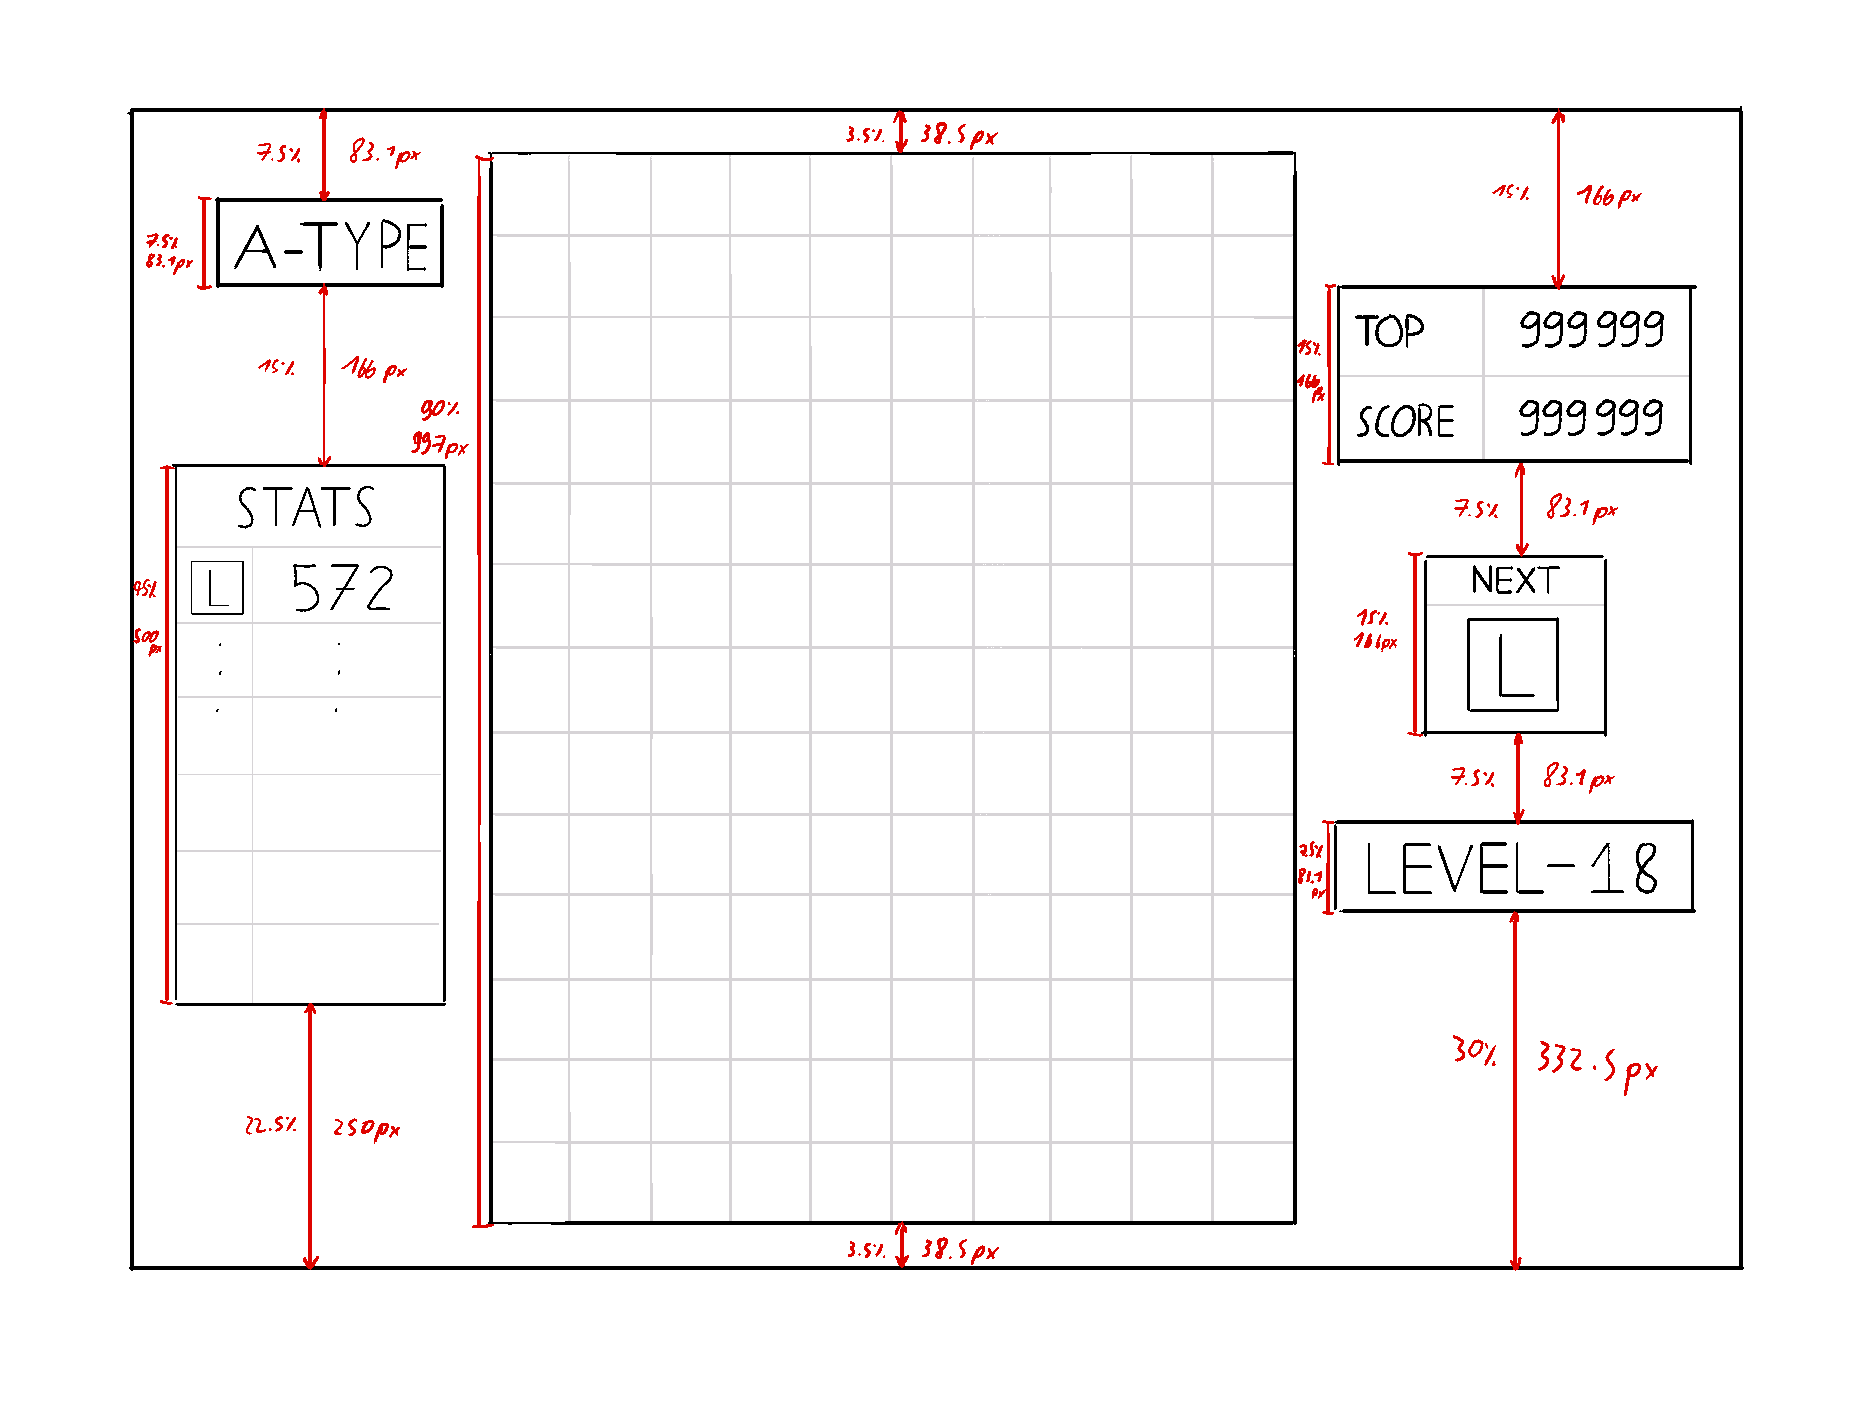 3.5% 38.5px
7.5% 83.1px
A-TYPE
7.5%
83.1px
15% 166px
90%
997px
STATS
L 572
45%
500
px
22.5% 250px
3.5% 38.5px
15% 166px
TOP 999999
SCORE 999999
15%
166
px
7.5% 83.1px
NEXT
L
15%
166px
7.5% 83.1px
LEVEL-18
7.5%
83.1
px
30% 332.5px